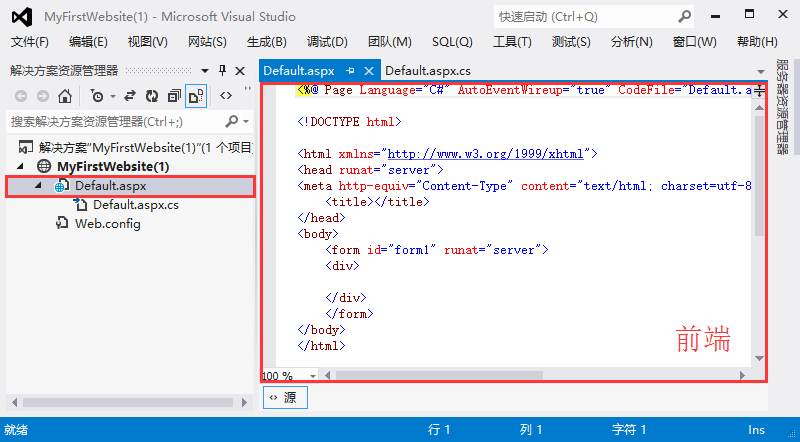 MyFirstWebsite(1) - Microsoft Visual Studio
快速启动 (Ctrl+Q)
文件(F) 编辑(E) 视图(V) 网站(S) 生成(B) 调试(D) 团队(M) SQL(Q) 工具(T) 测试(S) 分析(N) 窗口(W) 帮助(H)
解决方案资源管理器
搜索解决方案资源管理器(Ctrl+;)
解决方案"MyFirstWebsite(1)"(1 个项目)
MyFirstWebsite(1)
Default.aspx
Default.aspx.cs
Web.config
Default.aspx Default.aspx.cs
<%@ Page Language="C#" AutoEventWireup="true" CodeFile="Default.a
<!DOCTYPE html>
<html xmlns="http://www.w3.org/1999/xhtml">
<head runat="server">
<meta http-equiv="Content-Type" content="text/html; charset=utf-8
<title></title>
</head>
<body>
<form id="form1" runat="server">
<div>
</div>
</form>
</body>
</html>
前端
100 %
源
服务器资源管理器
就绪 行 1 列 1 字符 1 Ins